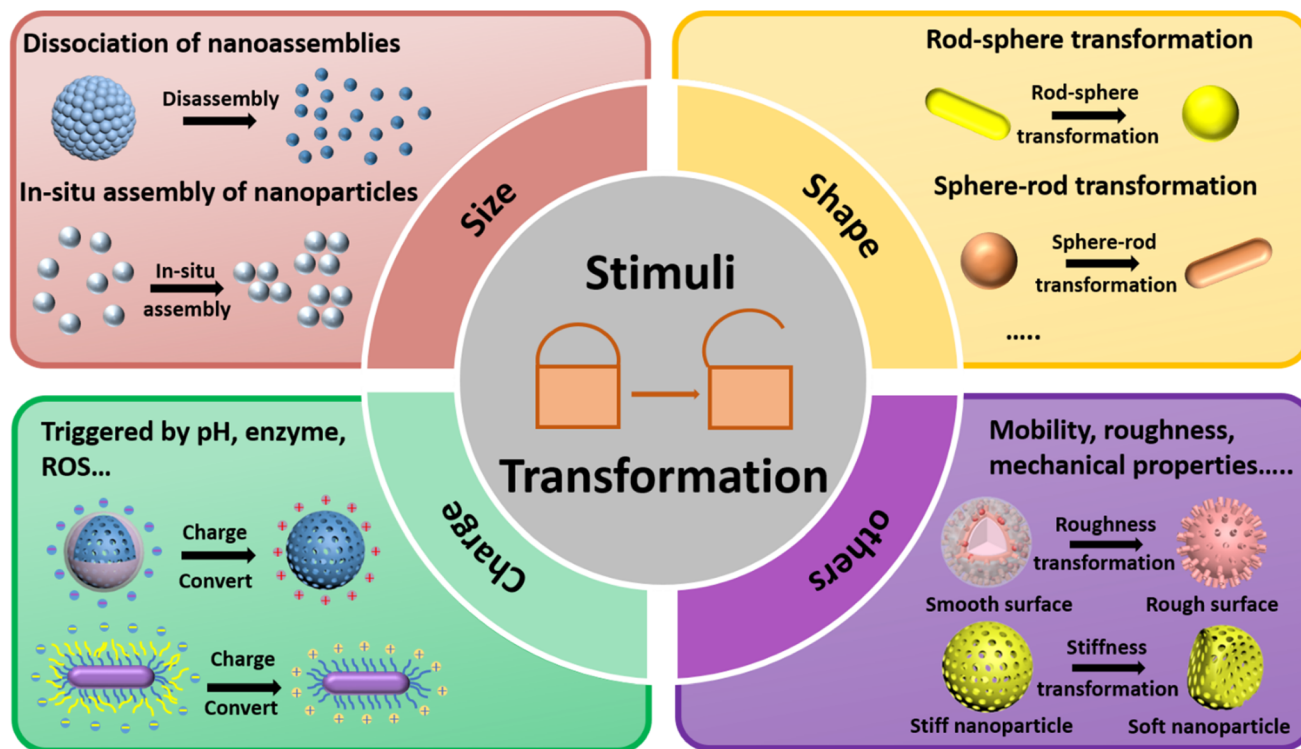 Dissociation of nanoassemblies
Disassembly
In-situ assembly of nanoparticles
In-situ
assembly
Size
Rod-sphere transformation
Rod-sphere
transformation
Sphere-rod transformation
Sphere-rod
transformation
.....
Shape
Stimuli
Transformation
Triggered by pH, enzyme,
ROS...
Charge
Convert
Charge
Convert
Charge
Mobility, roughness,
mechanical properties.....
Roughness
transformation
Smooth surface
Rough surface
Stiffness
transformation
Stiff nanoparticle
Soft nanoparticle
others